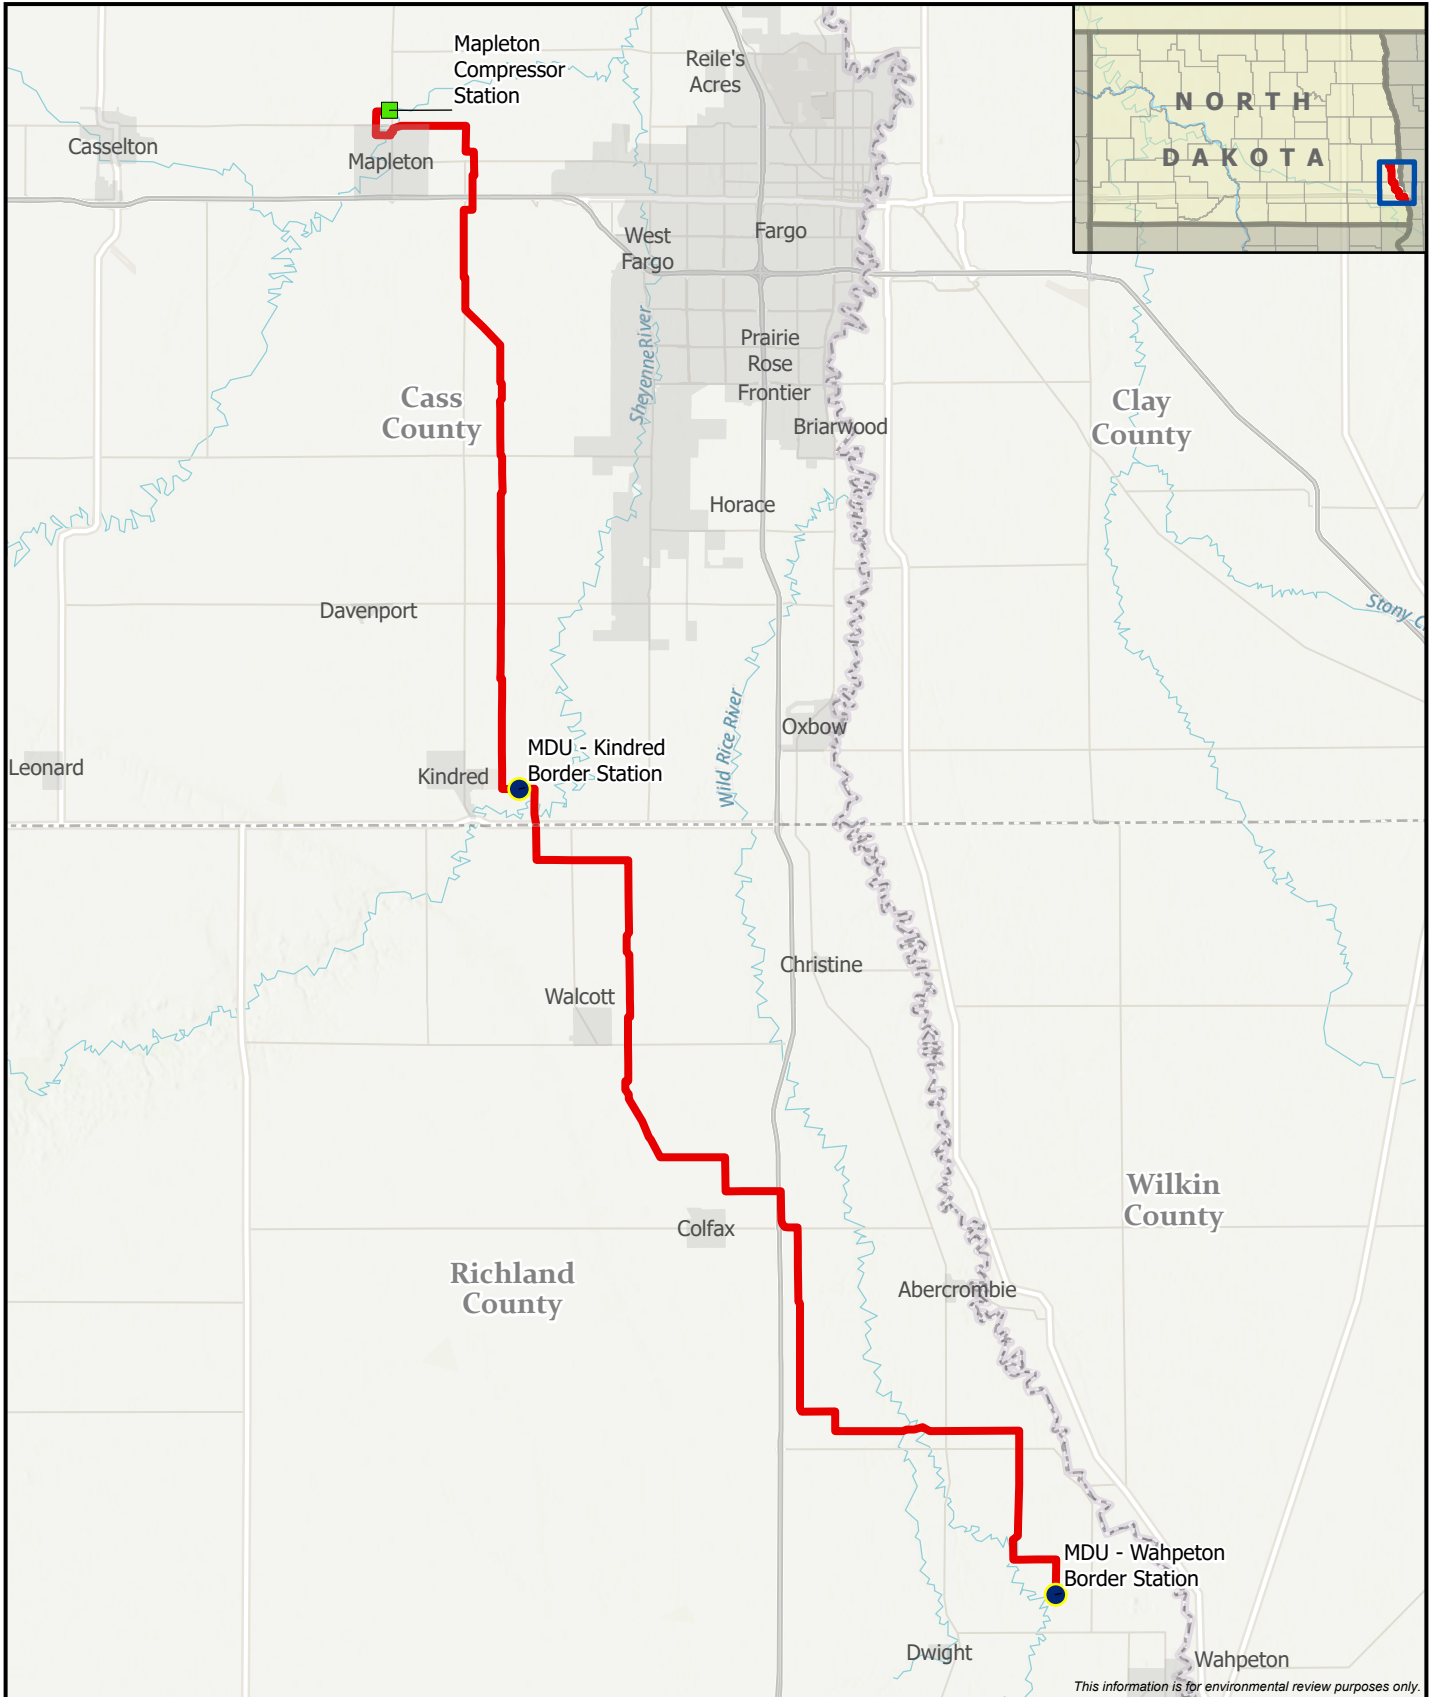 Mapleton
Compressor
Station
Reile's
Acres
NORTH
DAKOTA
Casselton
Mapleton
West
Fargo
Fargo
Sheyenne River
Prairie
Rose
Frontier
Briarwood
Cass
County
Clay
County
Horace
Davenport
Stony C
Wild Rice River
Oxbow
MDU - Kindred
Border Station
Leonard
Kindred
Christine
Walcott
Wilkin
County
Colfax
Richland
County
Abercrombie
MDU - Wahpeton
Border Station
Dwight
Wahpeton
This information is for environmental review purposes only.